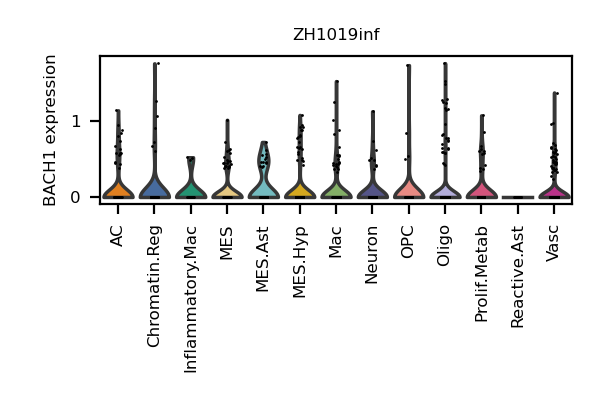 ZH1019inf
BACH1 expression
1
0
AC
Chromatin.Reg
Inflammatory.Mac
MES
MES.Ast
MES.Hyp
Mac
Neuron
OPC
Oligo
Prolif.Metab
Reactive.Ast
Vasc